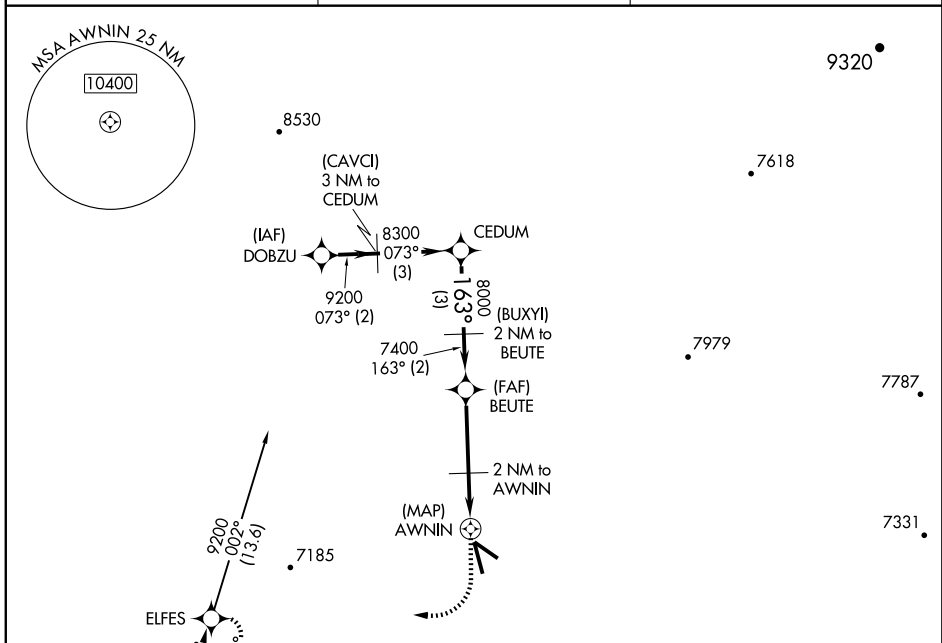 MSA AWNIN 25 NM
10400
9320
8530
7618
(CAVCI)
3 NM to
CEDUM
(IAF)
DOBZU
8300
073°
(3)
CEDUM
9200
073° (2)
8000
163°
(3)
(BUXYI)
2 NM to
BEUTE
7400
163° (2)
7979
(FAF)
BEUTE
7787
2 NM to
AWNIN
(MAP)
AWNIN
7331
9200
002°
(13.6)
7185
ELFES